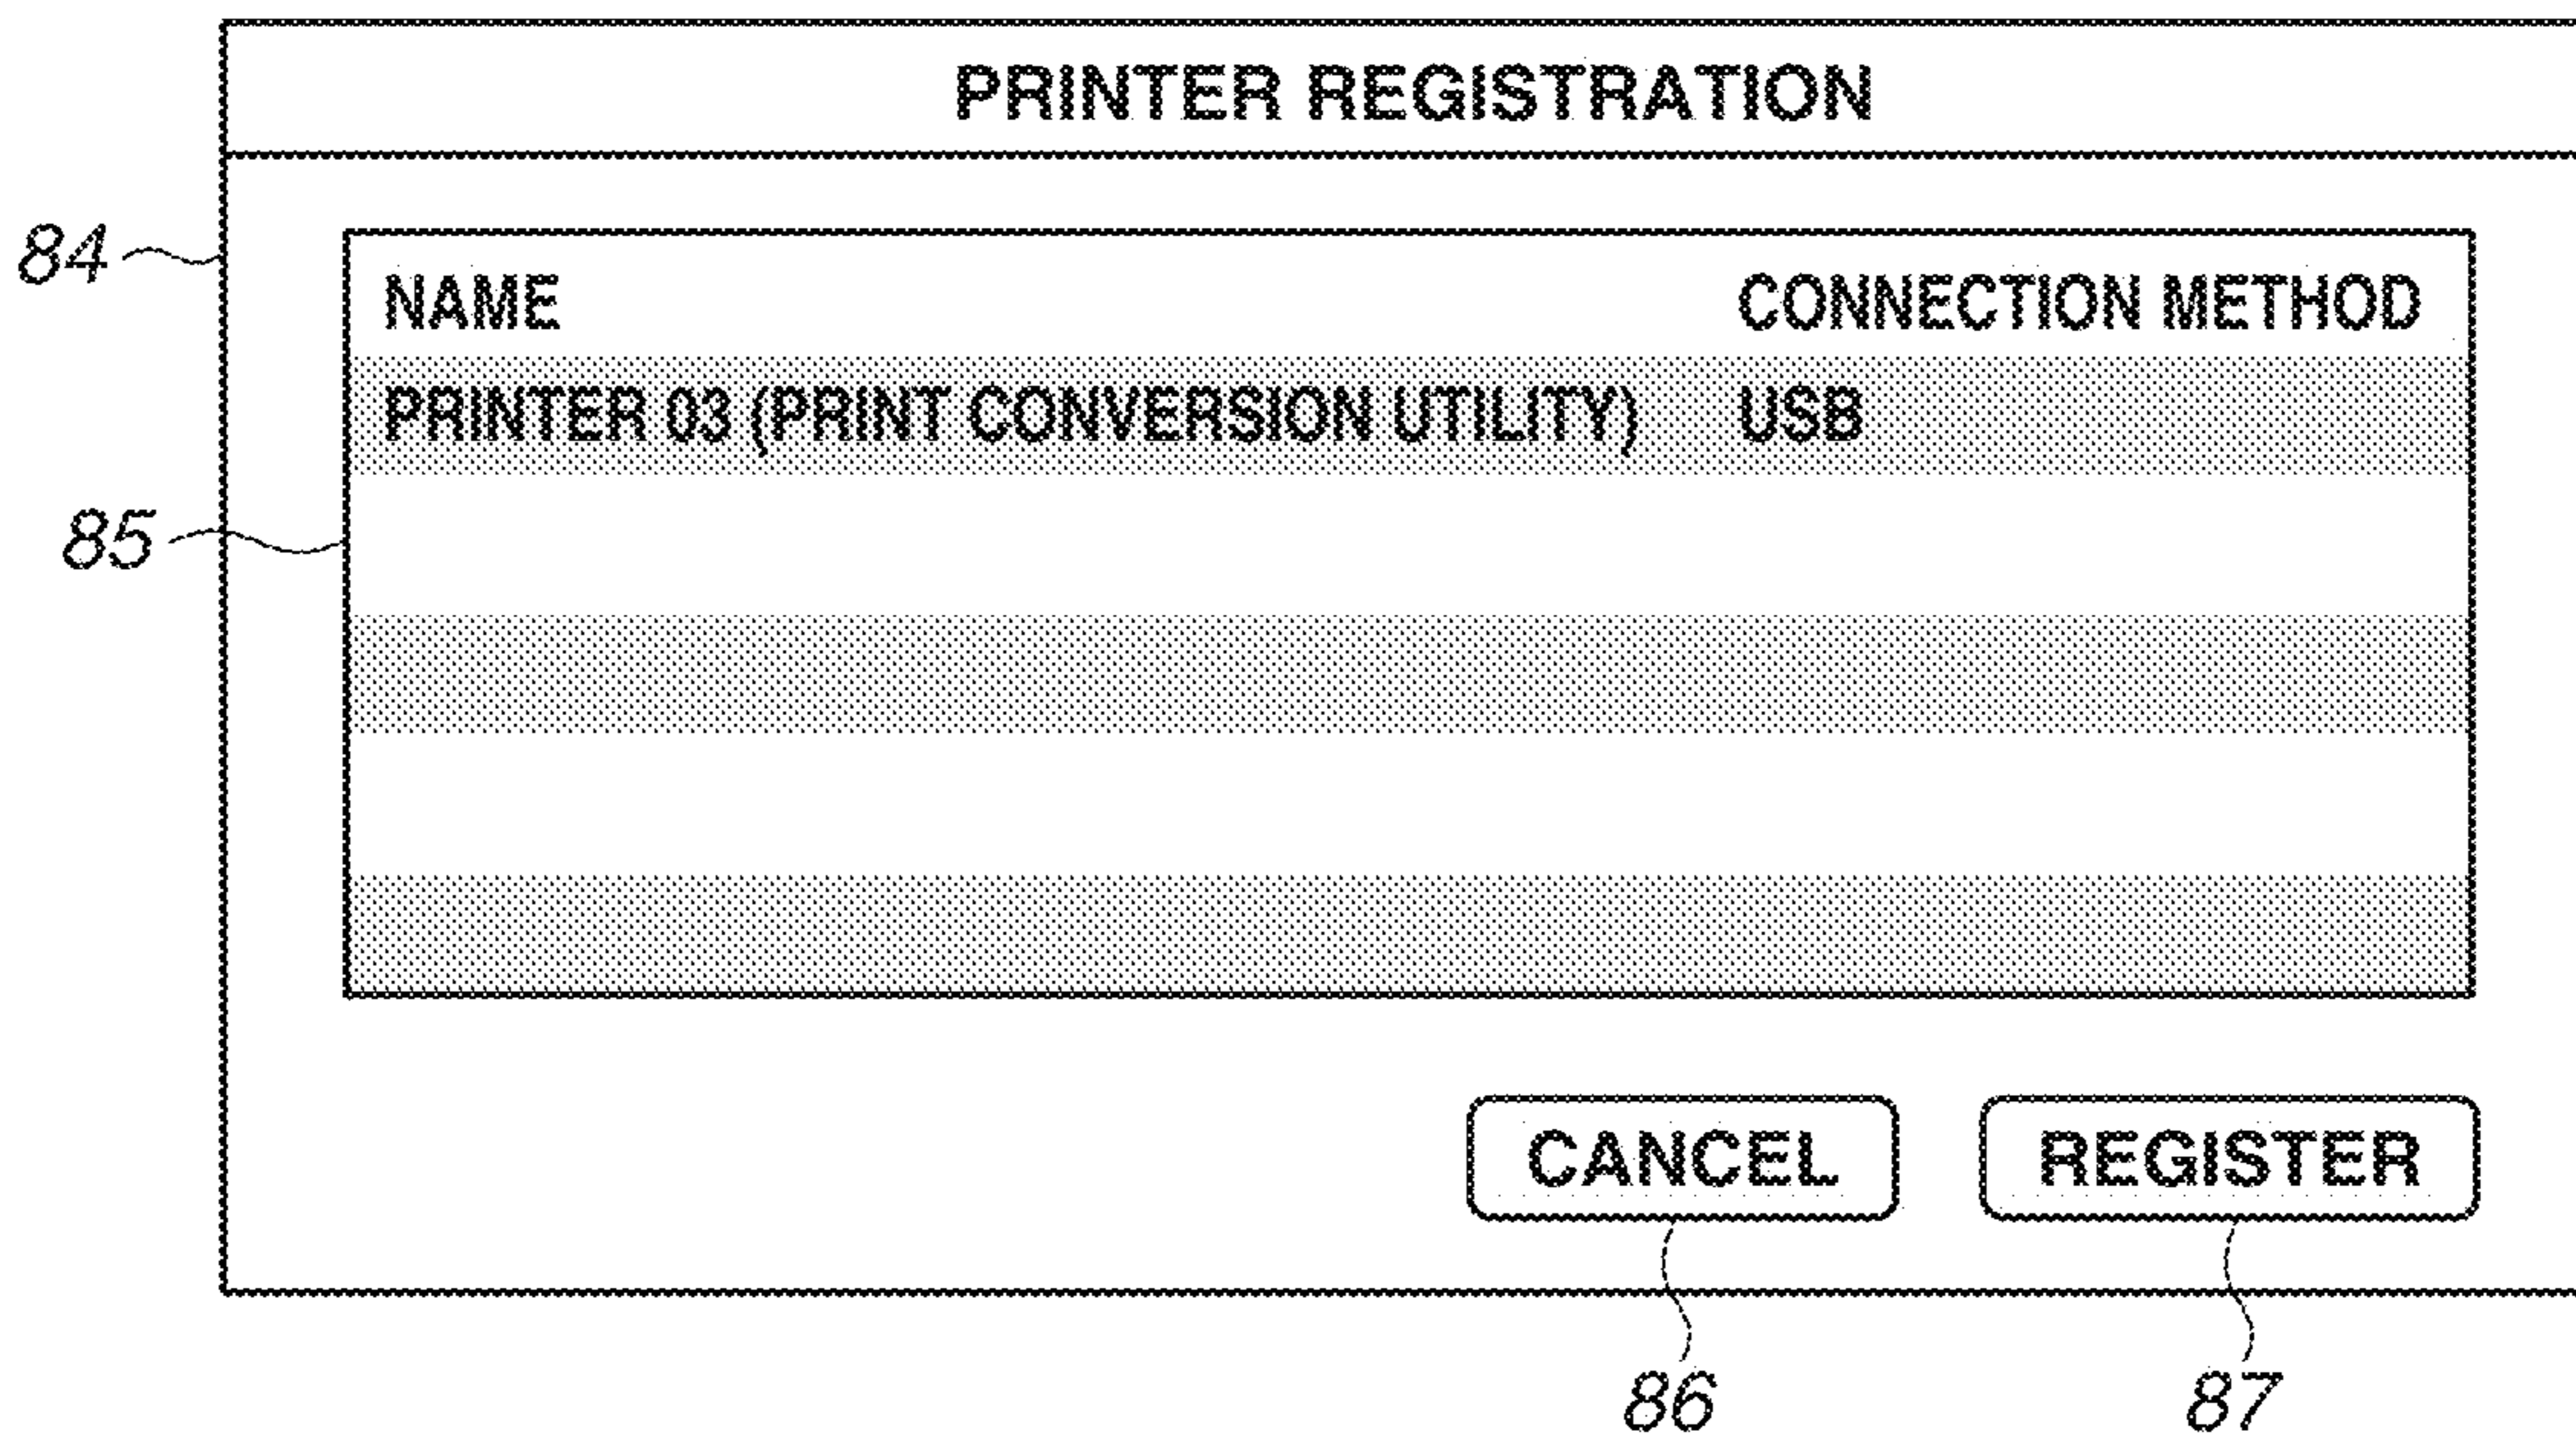 PRINTER REGISTRATION
84
NAME CONNECTION METHOD
PRINTER 03 (PRINT CONVERSION UTILITY) USB
85
CANCEL REGISTER
86 87